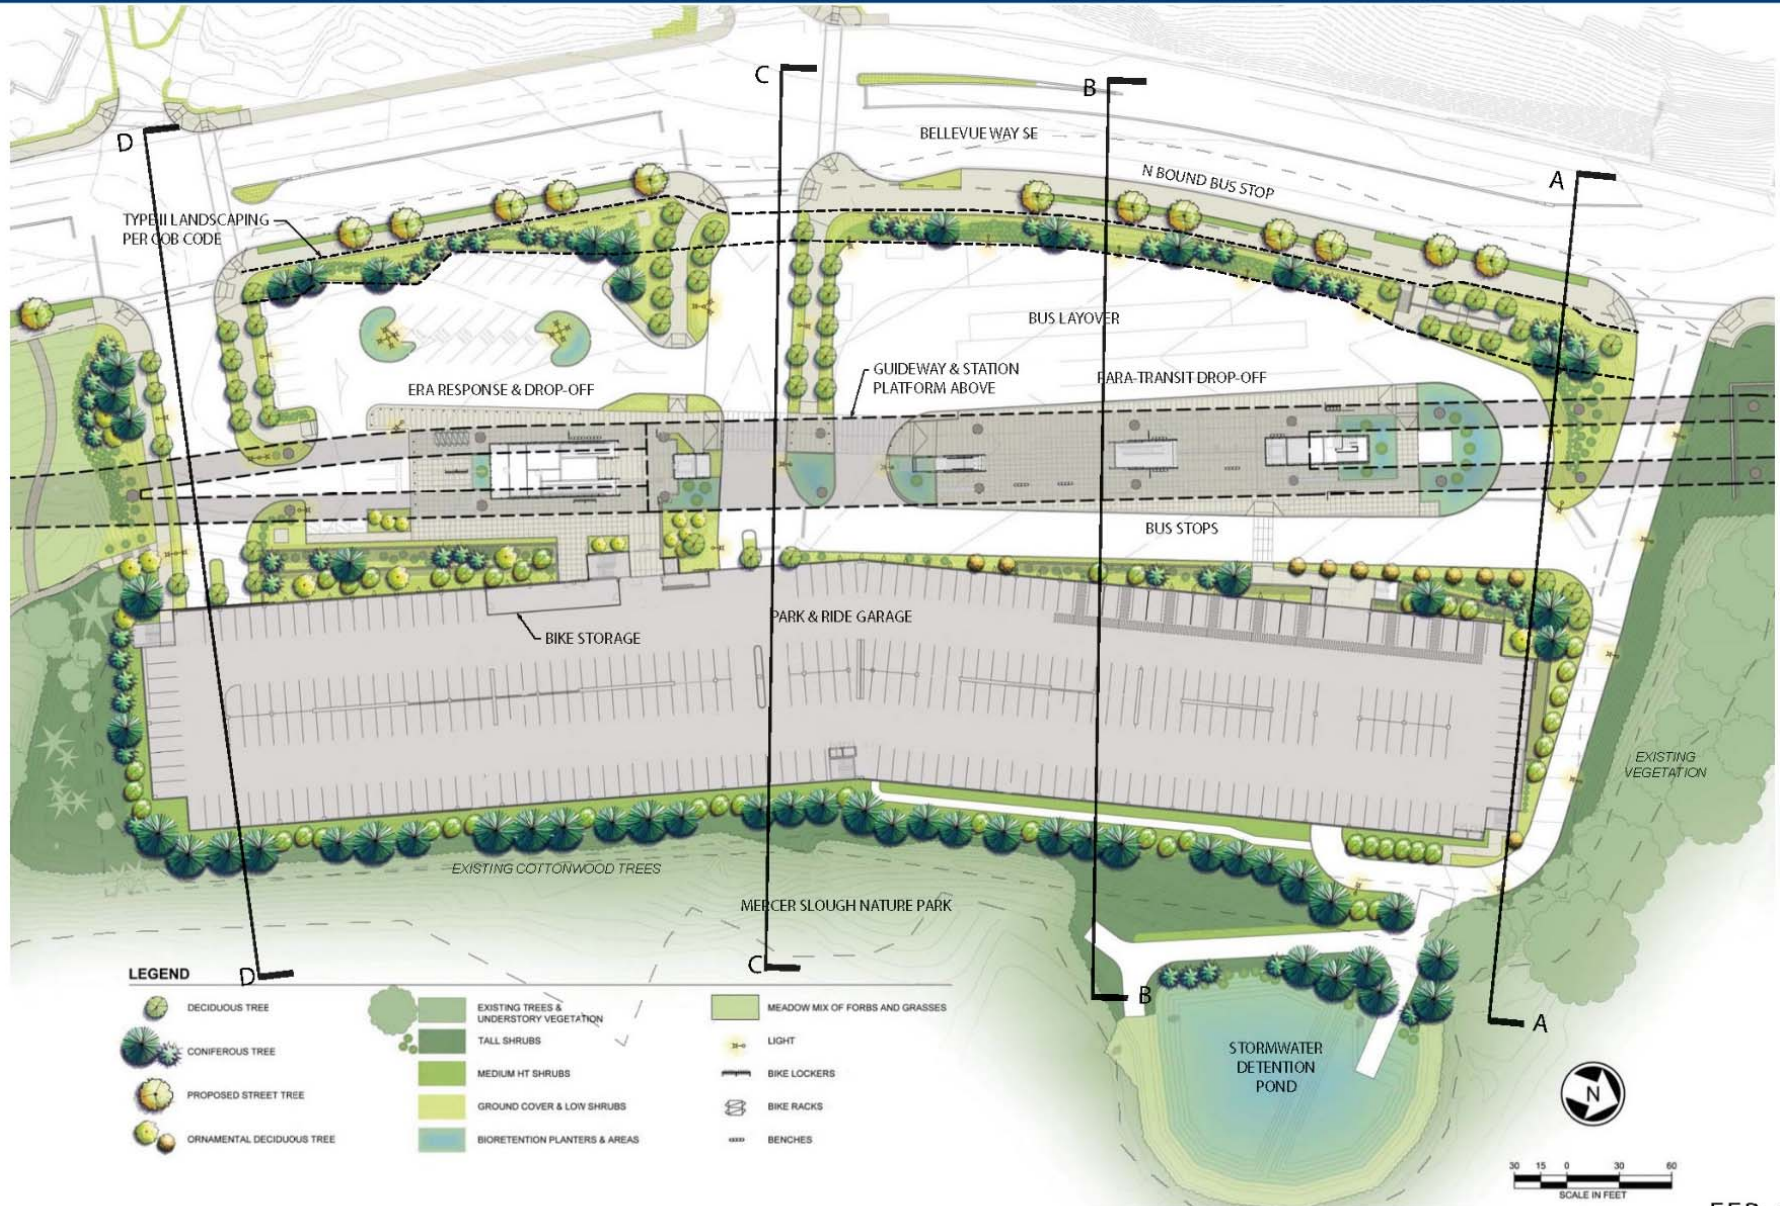 C
B
D
A
BELLEVUE WAY SE
N BOUND BUS STOP
TYPE II LANDSCAPING
PER COB CODE
BUS LAYOVER
GUIDEWAY & STATION
PLATFORM ABOVE
PARA-TRANSIT DROP-OFF
ERA RESPONSE & DROP-OFF
BUS STOPS
PARK & RIDE GARAGE
BIKE STORAGE
EXISTING
VEGETATION
EXISTING COTTONWOOD TREES
MERCER SLOUGH NATURE PARK
C
D
B
A
STORMWATER
DETENTION
POND
LEGEND
DECIDUOUS TREE
CONIFEROUS TREE
PROPOSED STREET TREE
ORNAMENTAL DECIDUOUS TREE
EXISTING TREES &
UNDERSTORY VEGETATION
TALL SHRUBS
MEDIUM HT SHRUBS
GROUND COVER & LOW SHRUBS
BIORETENTION PLANTERS & AREAS
MEADOW MIX OF FORBS AND GRASSES
LIGHT
BIKE LOCKERS
BIKE RACKS
BENCHES
N
30 15 0 30 60
SCALE IN FEET